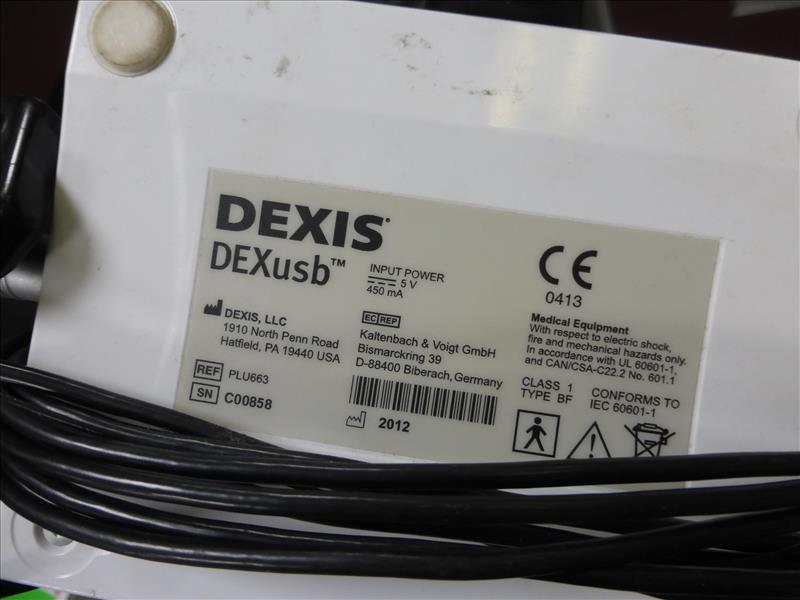 DEXIS®
DEXusb™
INPUT POWER
5 V
450 mA
DEXIS, LLC
1910 North Penn Road
Hatfield, PA 19440 USA
REF PLU663
SN C00858
EC REP
Kaltenbach & Voigt GmbH
Bismarckring 39
D-88400 Biberach, Germany
2012
CE
0413
Medical Equipment
With respect to electric shock,
fire and mechanical hazards only.
In accordance with UL 60601-1,
and CAN/CSA-C22.2 No. 601.1
CLASS 1
TYPE BF
CONFORMS TO
IEC 60601-1